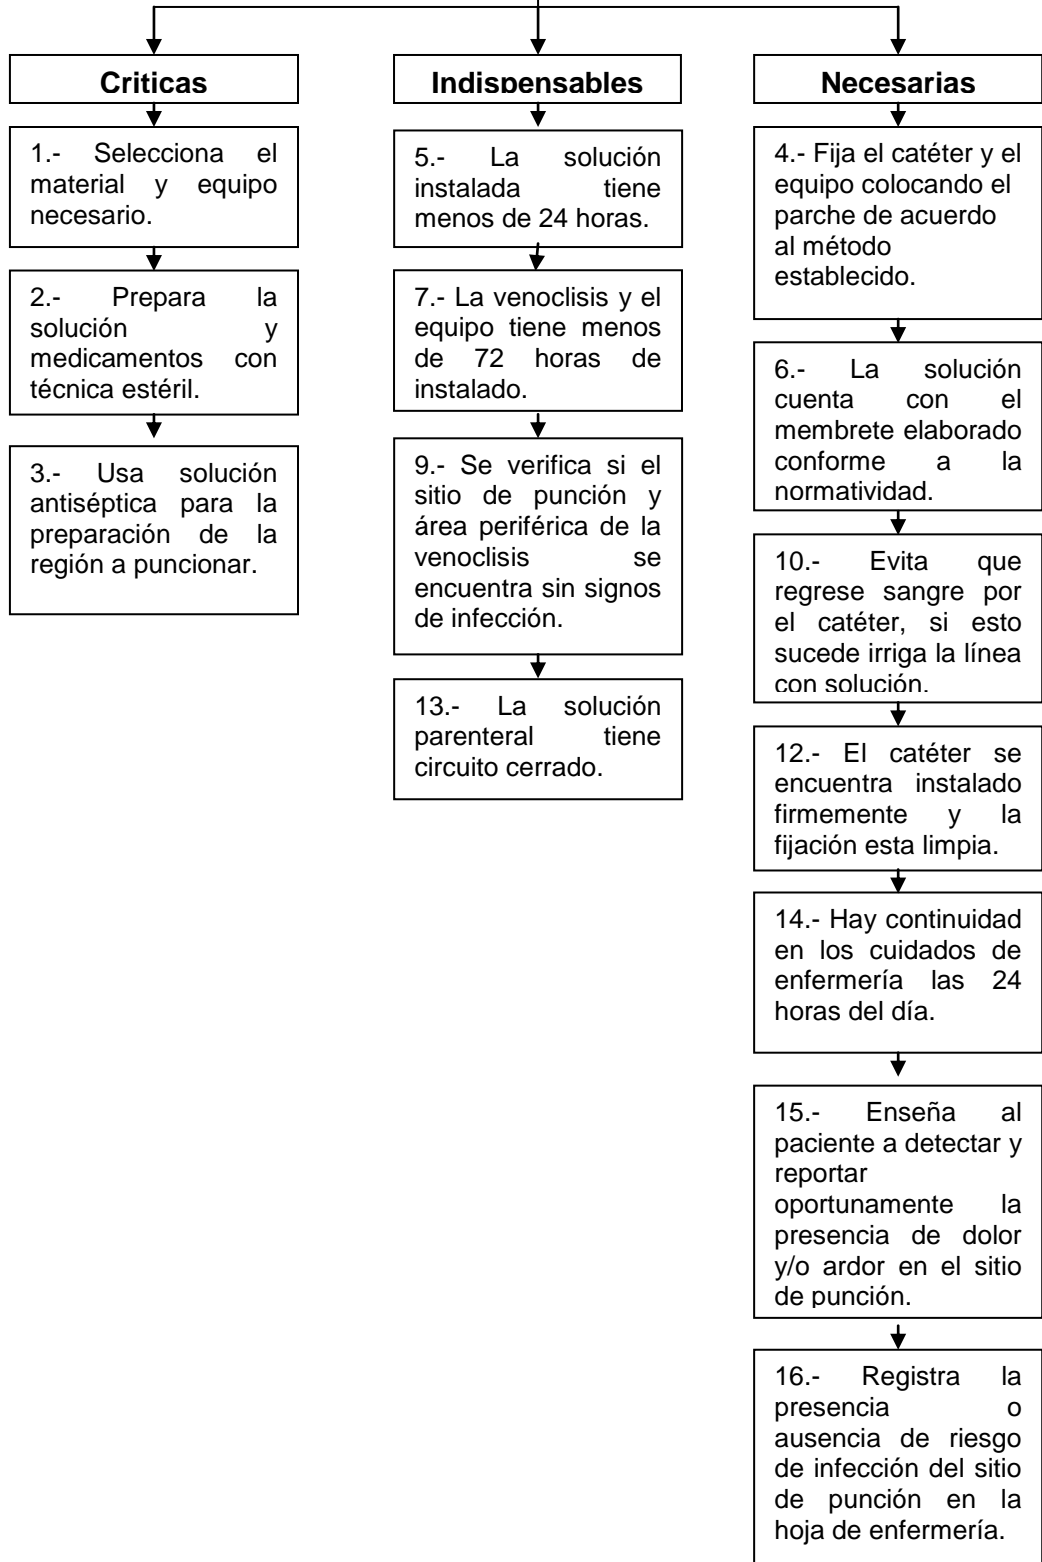 Criticas
1.- Selecciona el
material y equipo
necesario.
2.- Prepara la
solución y
medicamentos con
técnica estéril.
3.- Usa solución
antiséptica para la
preparación de la
región a puncionar.
Indispensables
5.- La solución
instalada tiene
menos de 24 horas.
7.- La venoclisis y el
equipo tiene menos
de 72 horas de
instalado.
9.- Se verifica si el
sitio de punción y
área periférica de la
venoclisis se
encuentra sin signos
de infección.
13.- La solución
parenteral tiene
circuito cerrado.
Necesarias
4.- Fija el catéter y el
equipo colocando el
parche de acuerdo
al método
establecido.
6.- La solución
cuenta con el
membrete elaborado
conforme a la
normatividad.
10.- Evita que
regrese sangre por
el catéter, si esto
sucede irriga la línea
con solución.
12.- El catéter se
encuentra instalado
firmemente y la
fijación esta limpia.
14.- Hay continuidad
en los cuidados de
enfermería las 24
horas del día.
15.- Enseña al
paciente a detectar y
reportar
oportunamente la
presencia de dolor
y/o ardor en el sitio
de punción.
16.- Registra la
presencia o
ausencia de riesgo
de infección del sitio
de punción en la
hoja de enfermería.